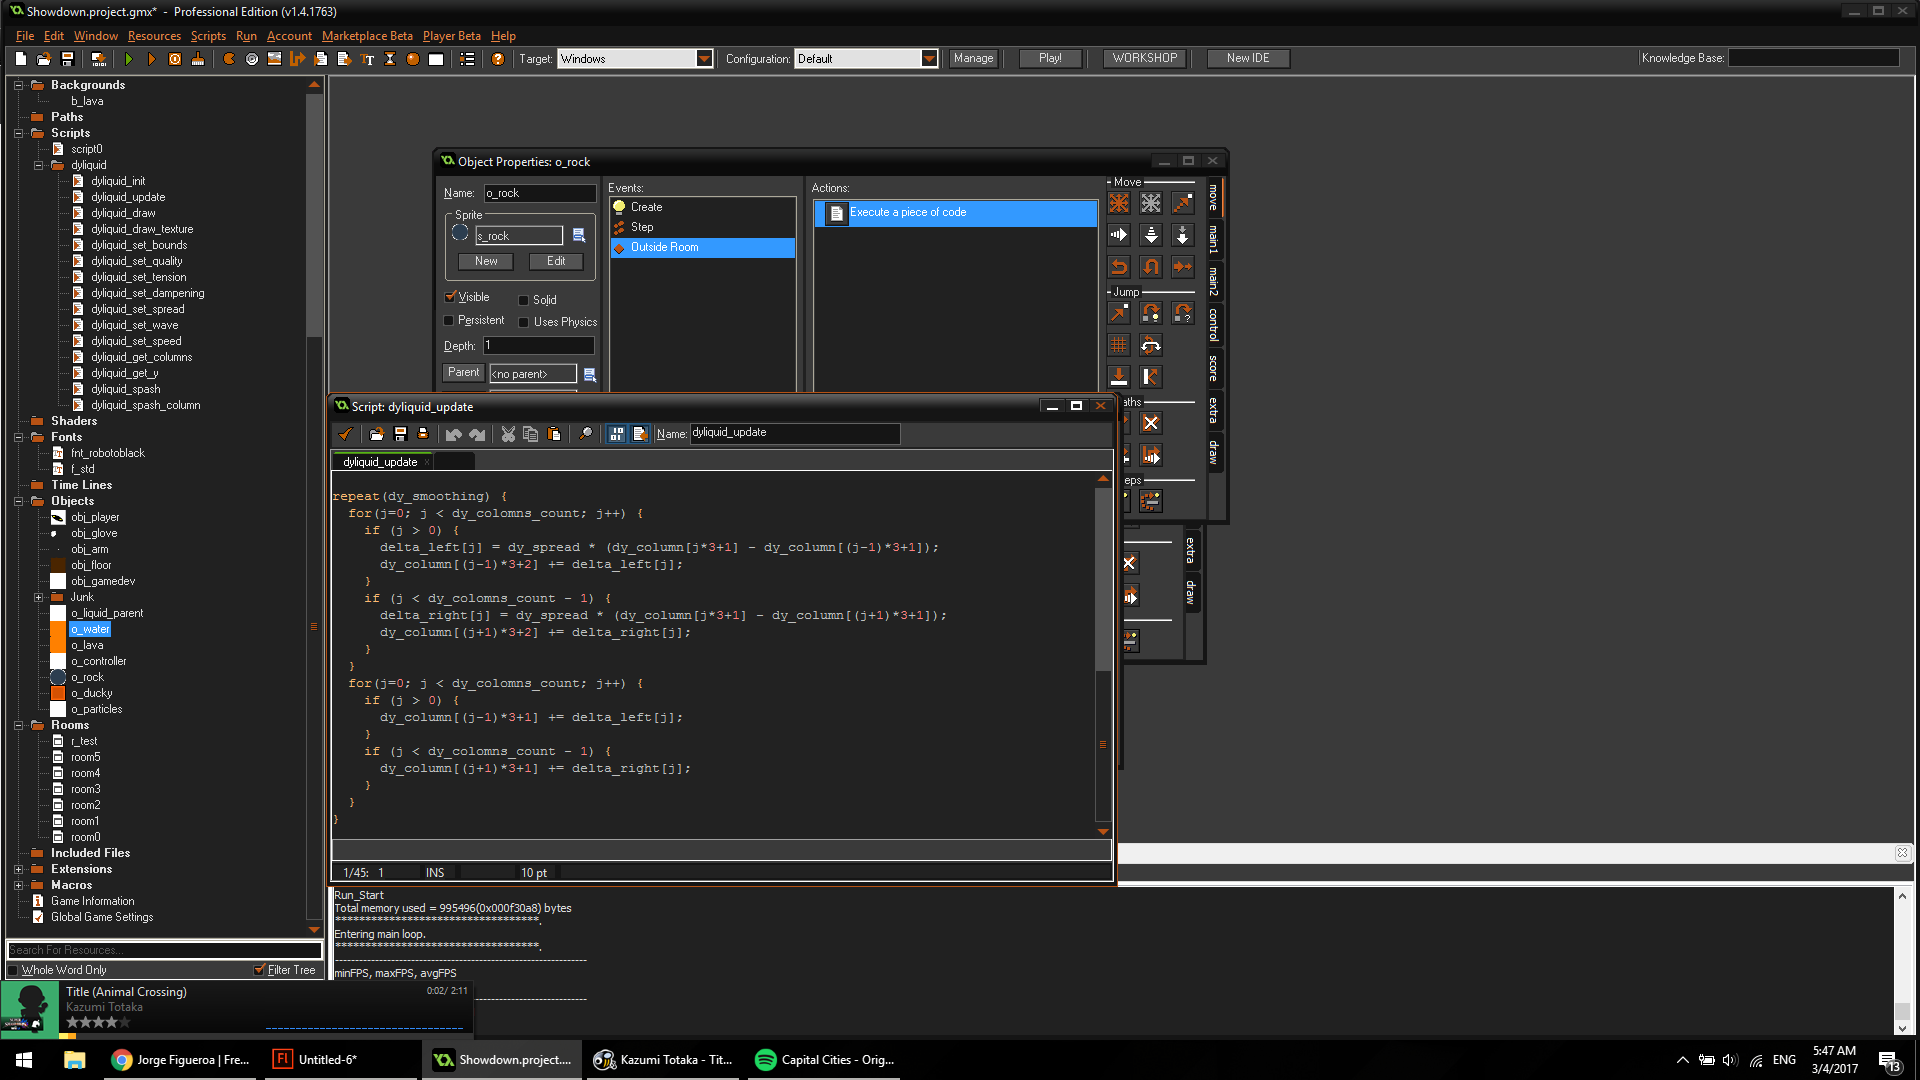 Showdown.project.gmx* - Professional Edition (v1.4.1763)
File Edit Window Resources Scripts Run Account Marketplace Beta Player Beta Help
Target: Windows Configuration: Default Manage Play! WORKSHOP New IDE Knowledge Base:
Backgrounds
b_lava
Paths
Scripts
script0
dyliquid
dyliquid_init
dyliquid_update
dyliquid_draw
dyliquid_draw_texture
dyliquid_set_bounds
dyliquid_set_quality
dyliquid_set_tension
dyliquid_set_dampening
dyliquid_set_spread
dyliquid_set_wave
dyliquid_set_speed
dyliquid_get_columns
dyliquid_get_y
dyliquid_spash
dyliquid_spash_column
Shaders
Fonts
fnt_robotoblack
f_std
Time Lines
Objects
obj_player
obj_glove
obj_arm
obj_floor
obj_gamedev
Junk
o_liquid_parent
o_water
o_lava
o_controller
o_rock
o_ducky
o_particles
Rooms
r_test
room5
room4
room3
room2
room1
room0
Included Files
Extensions
Macros
Game Information
Global Game Settings
Search For Resources...
Whole Word Only Filter Tree
Object Properties: o_rock
Name: o_rock
Sprite
s_rock
New Edit
Visible Solid
Persistent Uses Physics
Depth: 1
Parent <no parent>
Events:
Create
Step
Outside Room
Actions:
Execute a piece of code
Move
Jump
aths
eps
move
main1
main2
control
score
extra
draw
extra
draw
Script: dyliquid_update
Name: dyliquid_update
dyliquid_update x
repeat(dy_smoothing) {
for(j=0; j < dy_colomns_count; j++) {
if (j > 0) {
delta_left[j] = dy_spread * (dy_column[j*3+1] - dy_column[(j-1)*3+1]);
dy_column[(j-1)*3+2] += delta_left[j];
}
if (j < dy_colomns_count - 1) {
delta_right[j] = dy_spread * (dy_column[j*3+1] - dy_column[(j+1)*3+1]);
dy_column[(j+1)*3+2] += delta_right[j];
}
}
for(j=0; j < dy_colomns_count; j++) {
if (j > 0) {
dy_column[(j-1)*3+1] += delta_left[j];
}
if (j < dy_colomns_count - 1) {
dy_column[(j+1)*3+1] += delta_right[j];
}
}
}
1/45: 1 INS 10 pt
Run_Start
Total memory used = 995496(0x000f30a8) bytes
***********************************.
Entering main loop.
***********************************.
minFPS, maxFPS, avgFPS
Title (Animal Crossing) 0:02/ 2:11
Kazumi Totaka
Jorge Figueroa | Fre...
Untitled-6*
Showdown.project....
Kazumi Totaka - Tit...
Capital Cities - Orig...
ENG
5:47 AM
3/4/2017
13